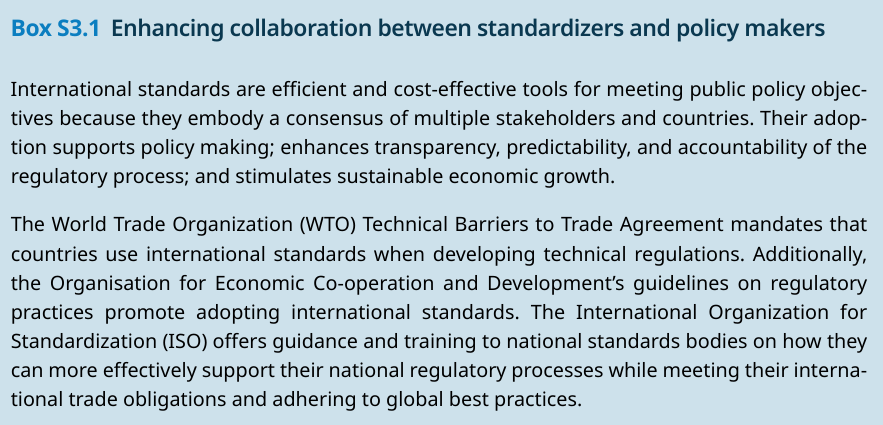 Box S3.1 Enhancing collaboration between standardizers and policy makers
International standards are efficient and cost-effective tools for meeting public policy objec-
tives because they embody a consensus of multiple stakeholders and countries. Their adop-
tion supports policy making; enhances transparency, predictability, and accountability of the
regulatory process; and stimulates sustainable economic growth.
The World Trade Organization (WTO) Technical Barriers to Trade Agreement mandates that
countries use international standards when developing technical regulations. Additionally,
the Organisation for Economic Co-operation and Development’s guidelines on regulatory
practices promote adopting international standards. The International Organization for
Standardization (ISO) offers guidance and training to national standards bodies on how they
can more effectively support their national regulatory processes while meeting their interna-
tional trade obligations and adhering to global best practices.